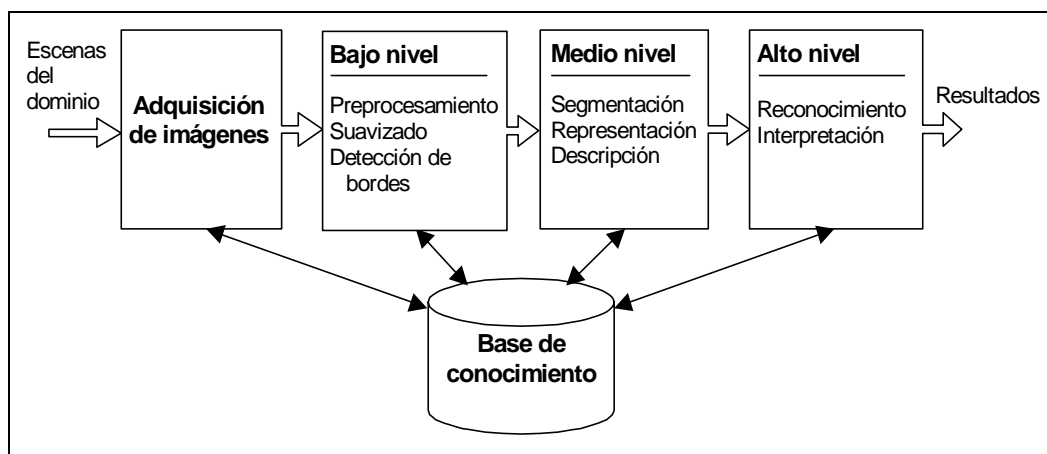 Escenas
del
dominio
Adquisición
de imágenes
Bajo nivel
Preprocesamiento
Suavizado
Detección de
bordes
Medio nivel
Segmentación
Representación
Descripción
Alto nivel
Reconocimiento
Interpretación
Resultados
Base de
conocimiento